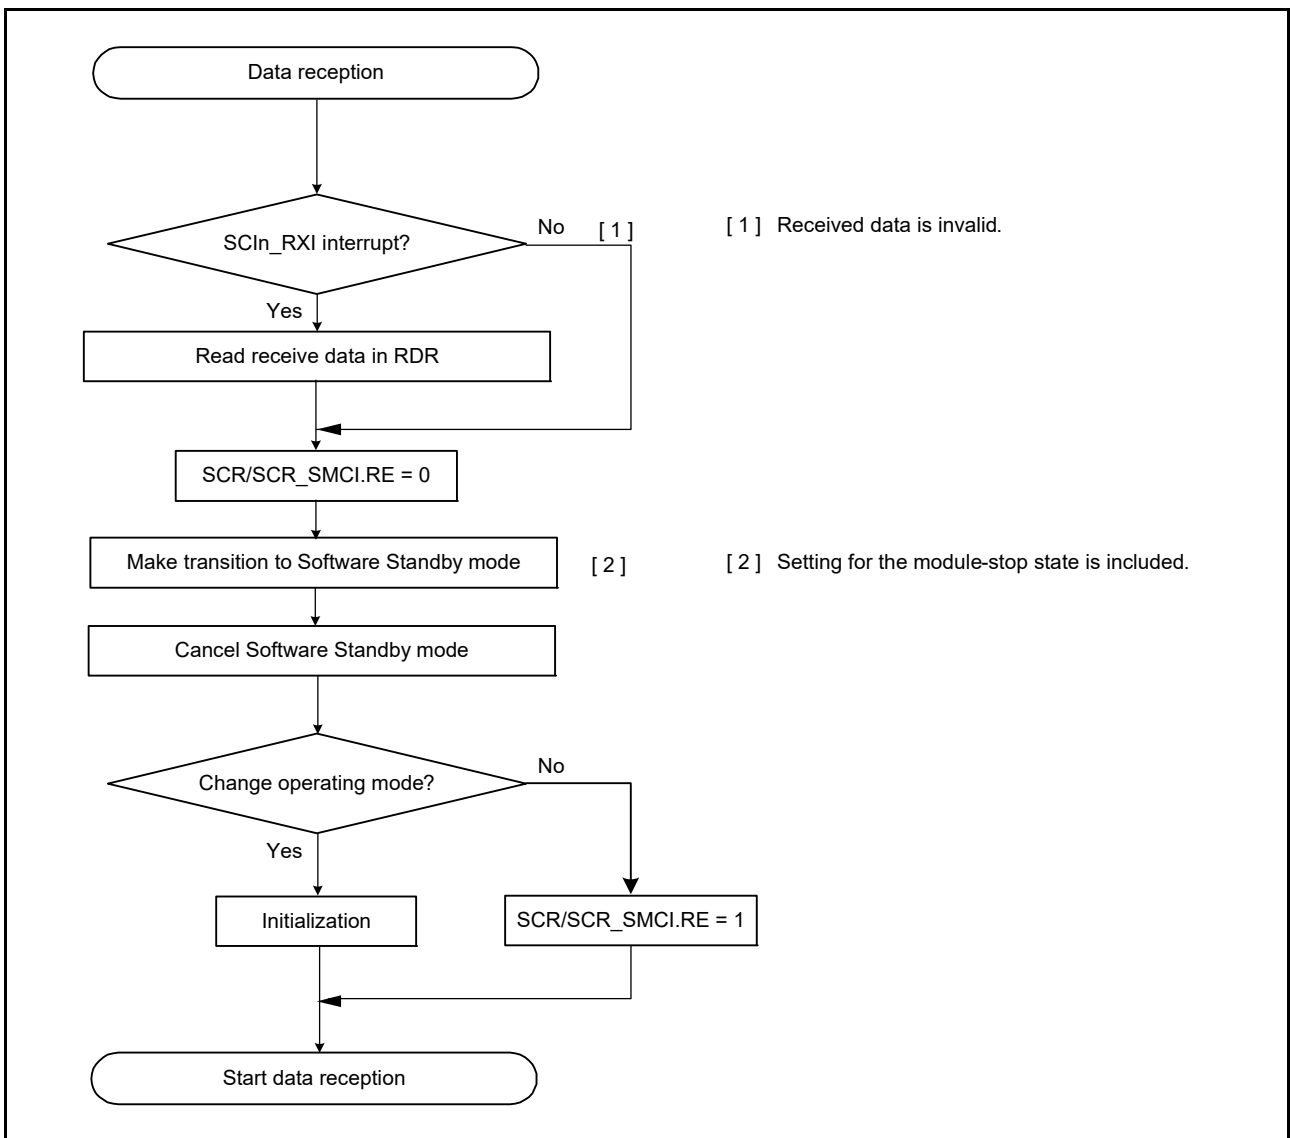 Data reception
SCIn_RXI interrupt?
No
[ 1 ]
[ 1 ] Received data is invalid.
Yes
Read receive data in RDR
SCR/SCR_SMCI.RE = 0
Make transition to Software Standby mode
[ 2 ]
[ 2 ] Setting for the module-stop state is included.
Cancel Software Standby mode
Change operating mode?
No
Yes
Initialization
SCR/SCR_SMCI.RE = 1
Start data reception